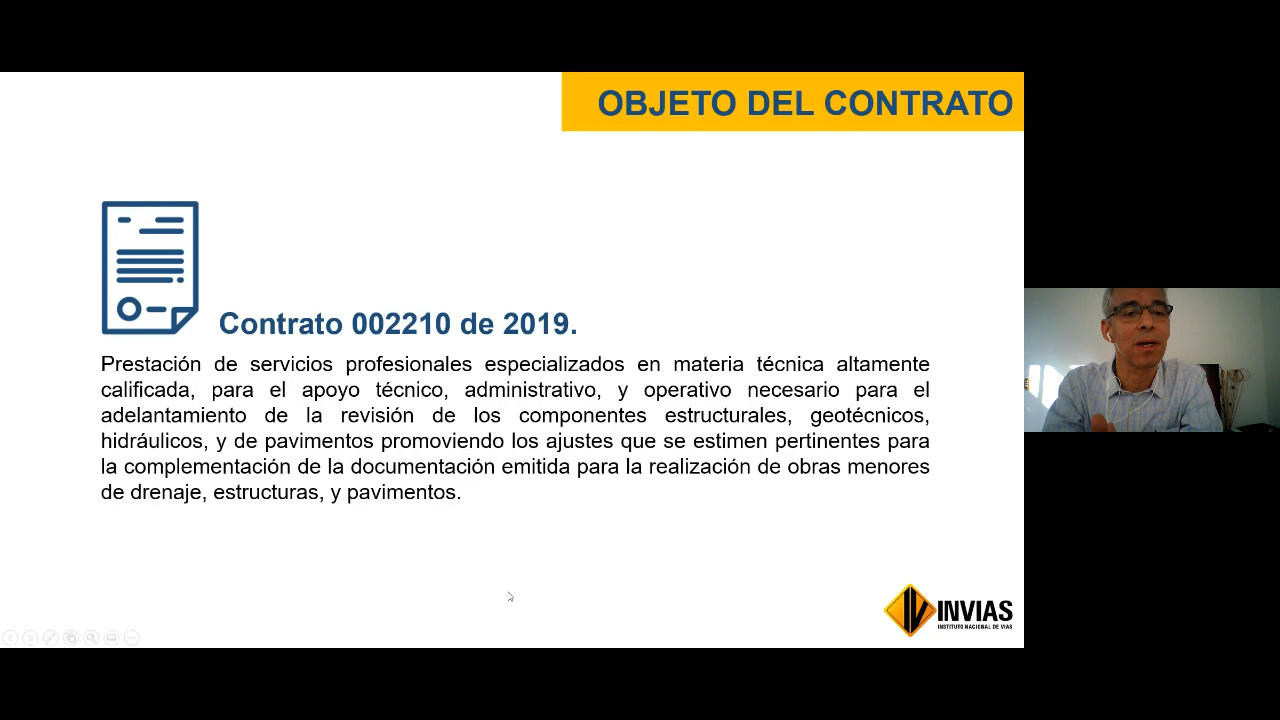 OBJETO DEL CONTRATO
Contrato 002210 de 2019.
Prestación de servicios profesionales especializados en materia técnica altamente
calificada, para el apoyo técnico, administrativo, y operativo necesario para el
adelantamiento de la revisión de los componentes estructurales, geotécnicos,
hidráulicos, y de pavimentos promoviendo los ajustes que se estimen pertinentes para
la complementación de la documentación emitida para la realización de obras menores
de drenaje, estructuras, y pavimentos.
INVIAS
INSTITUTO NACIONAL DE VIAS